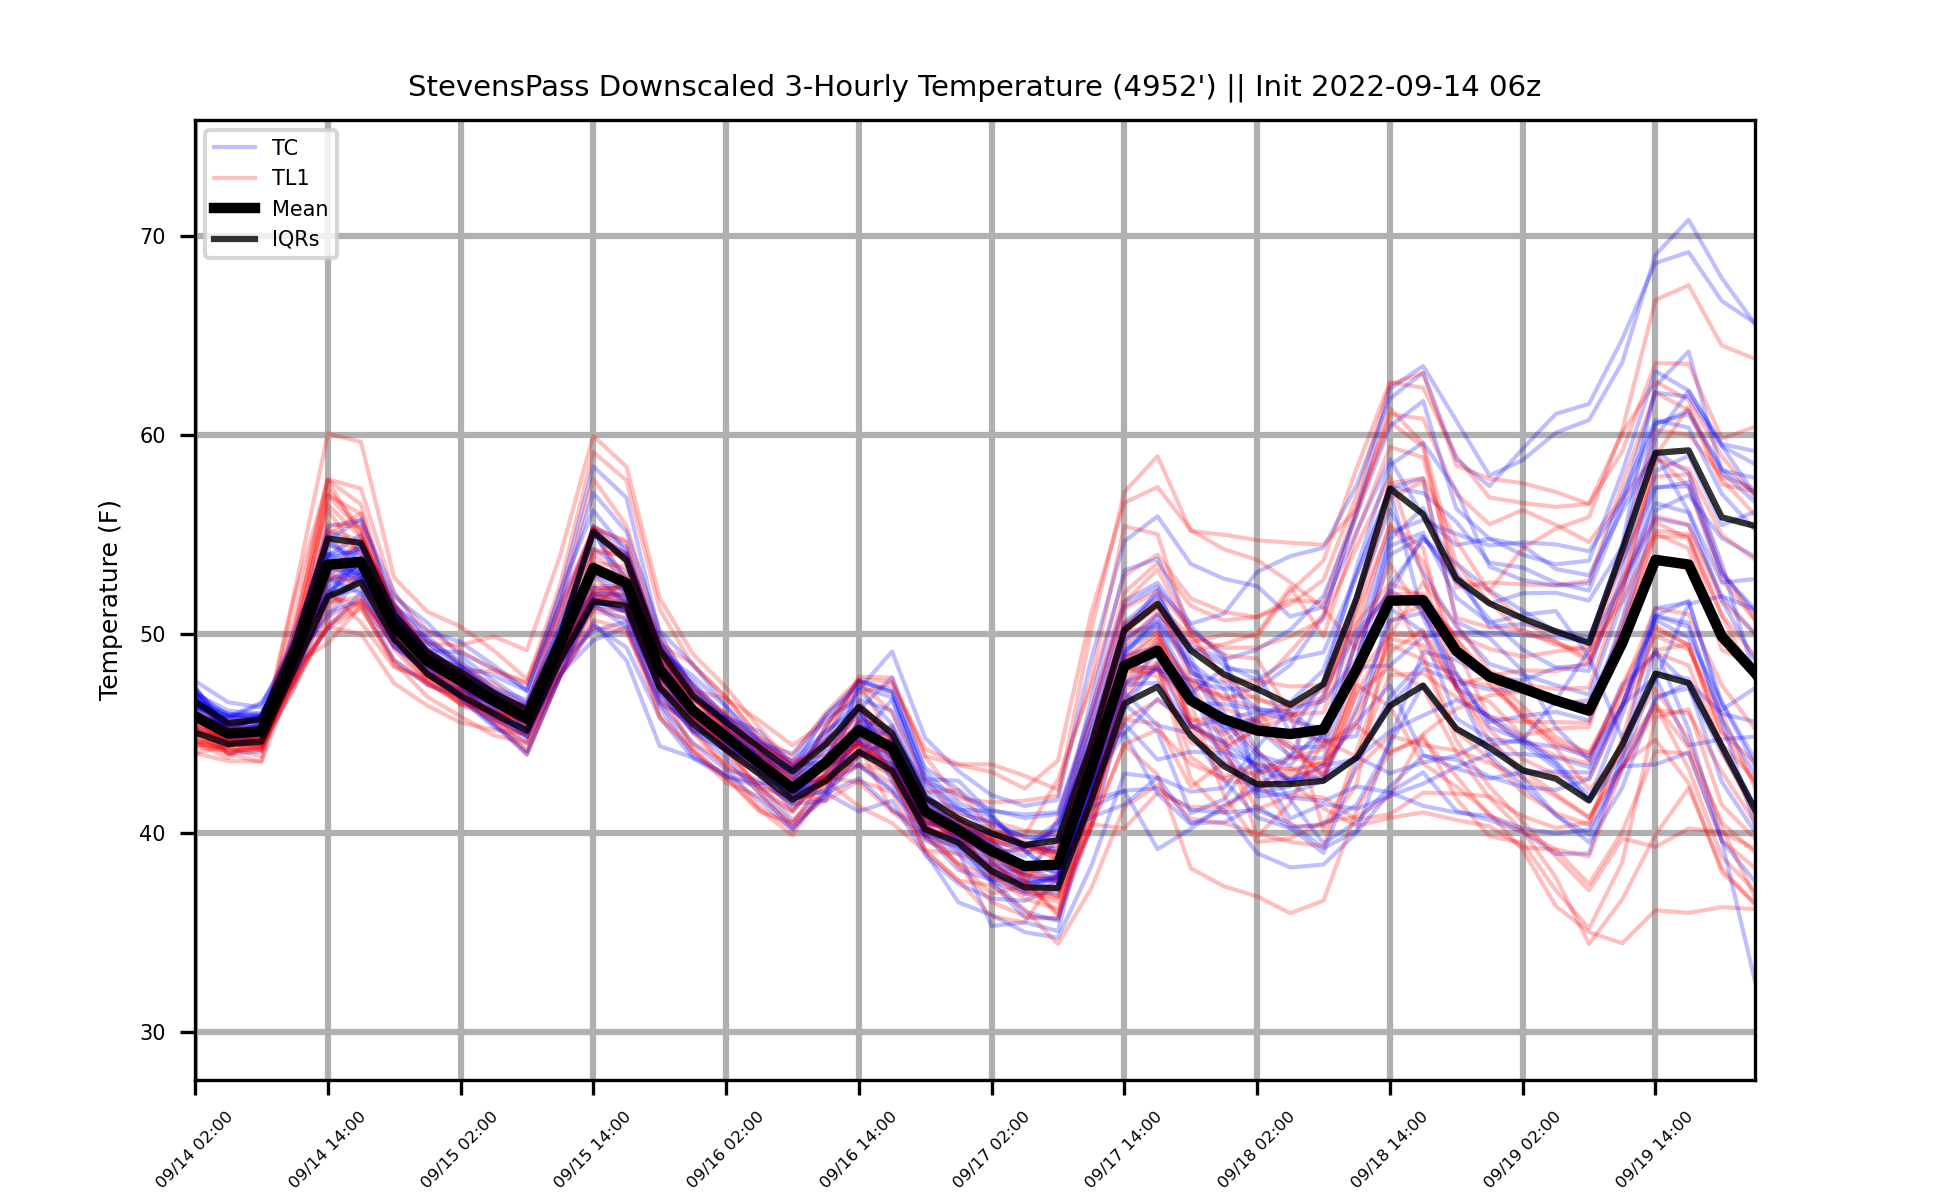 StevensPass Downscaled 3-Hourly Temperature (4952') || Init 2022-09-14 06z
TC
TL1
Mean
IQRs
Temperature (F)
70
60
50
40
30
09/14 02:00
09/14 14:00
09/15 02:00
09/15 14:00
09/16 02:00
09/16 14:00
09/17 02:00
09/17 14:00
09/18 02:00
09/18 14:00
09/19 02:00
09/19 14:00